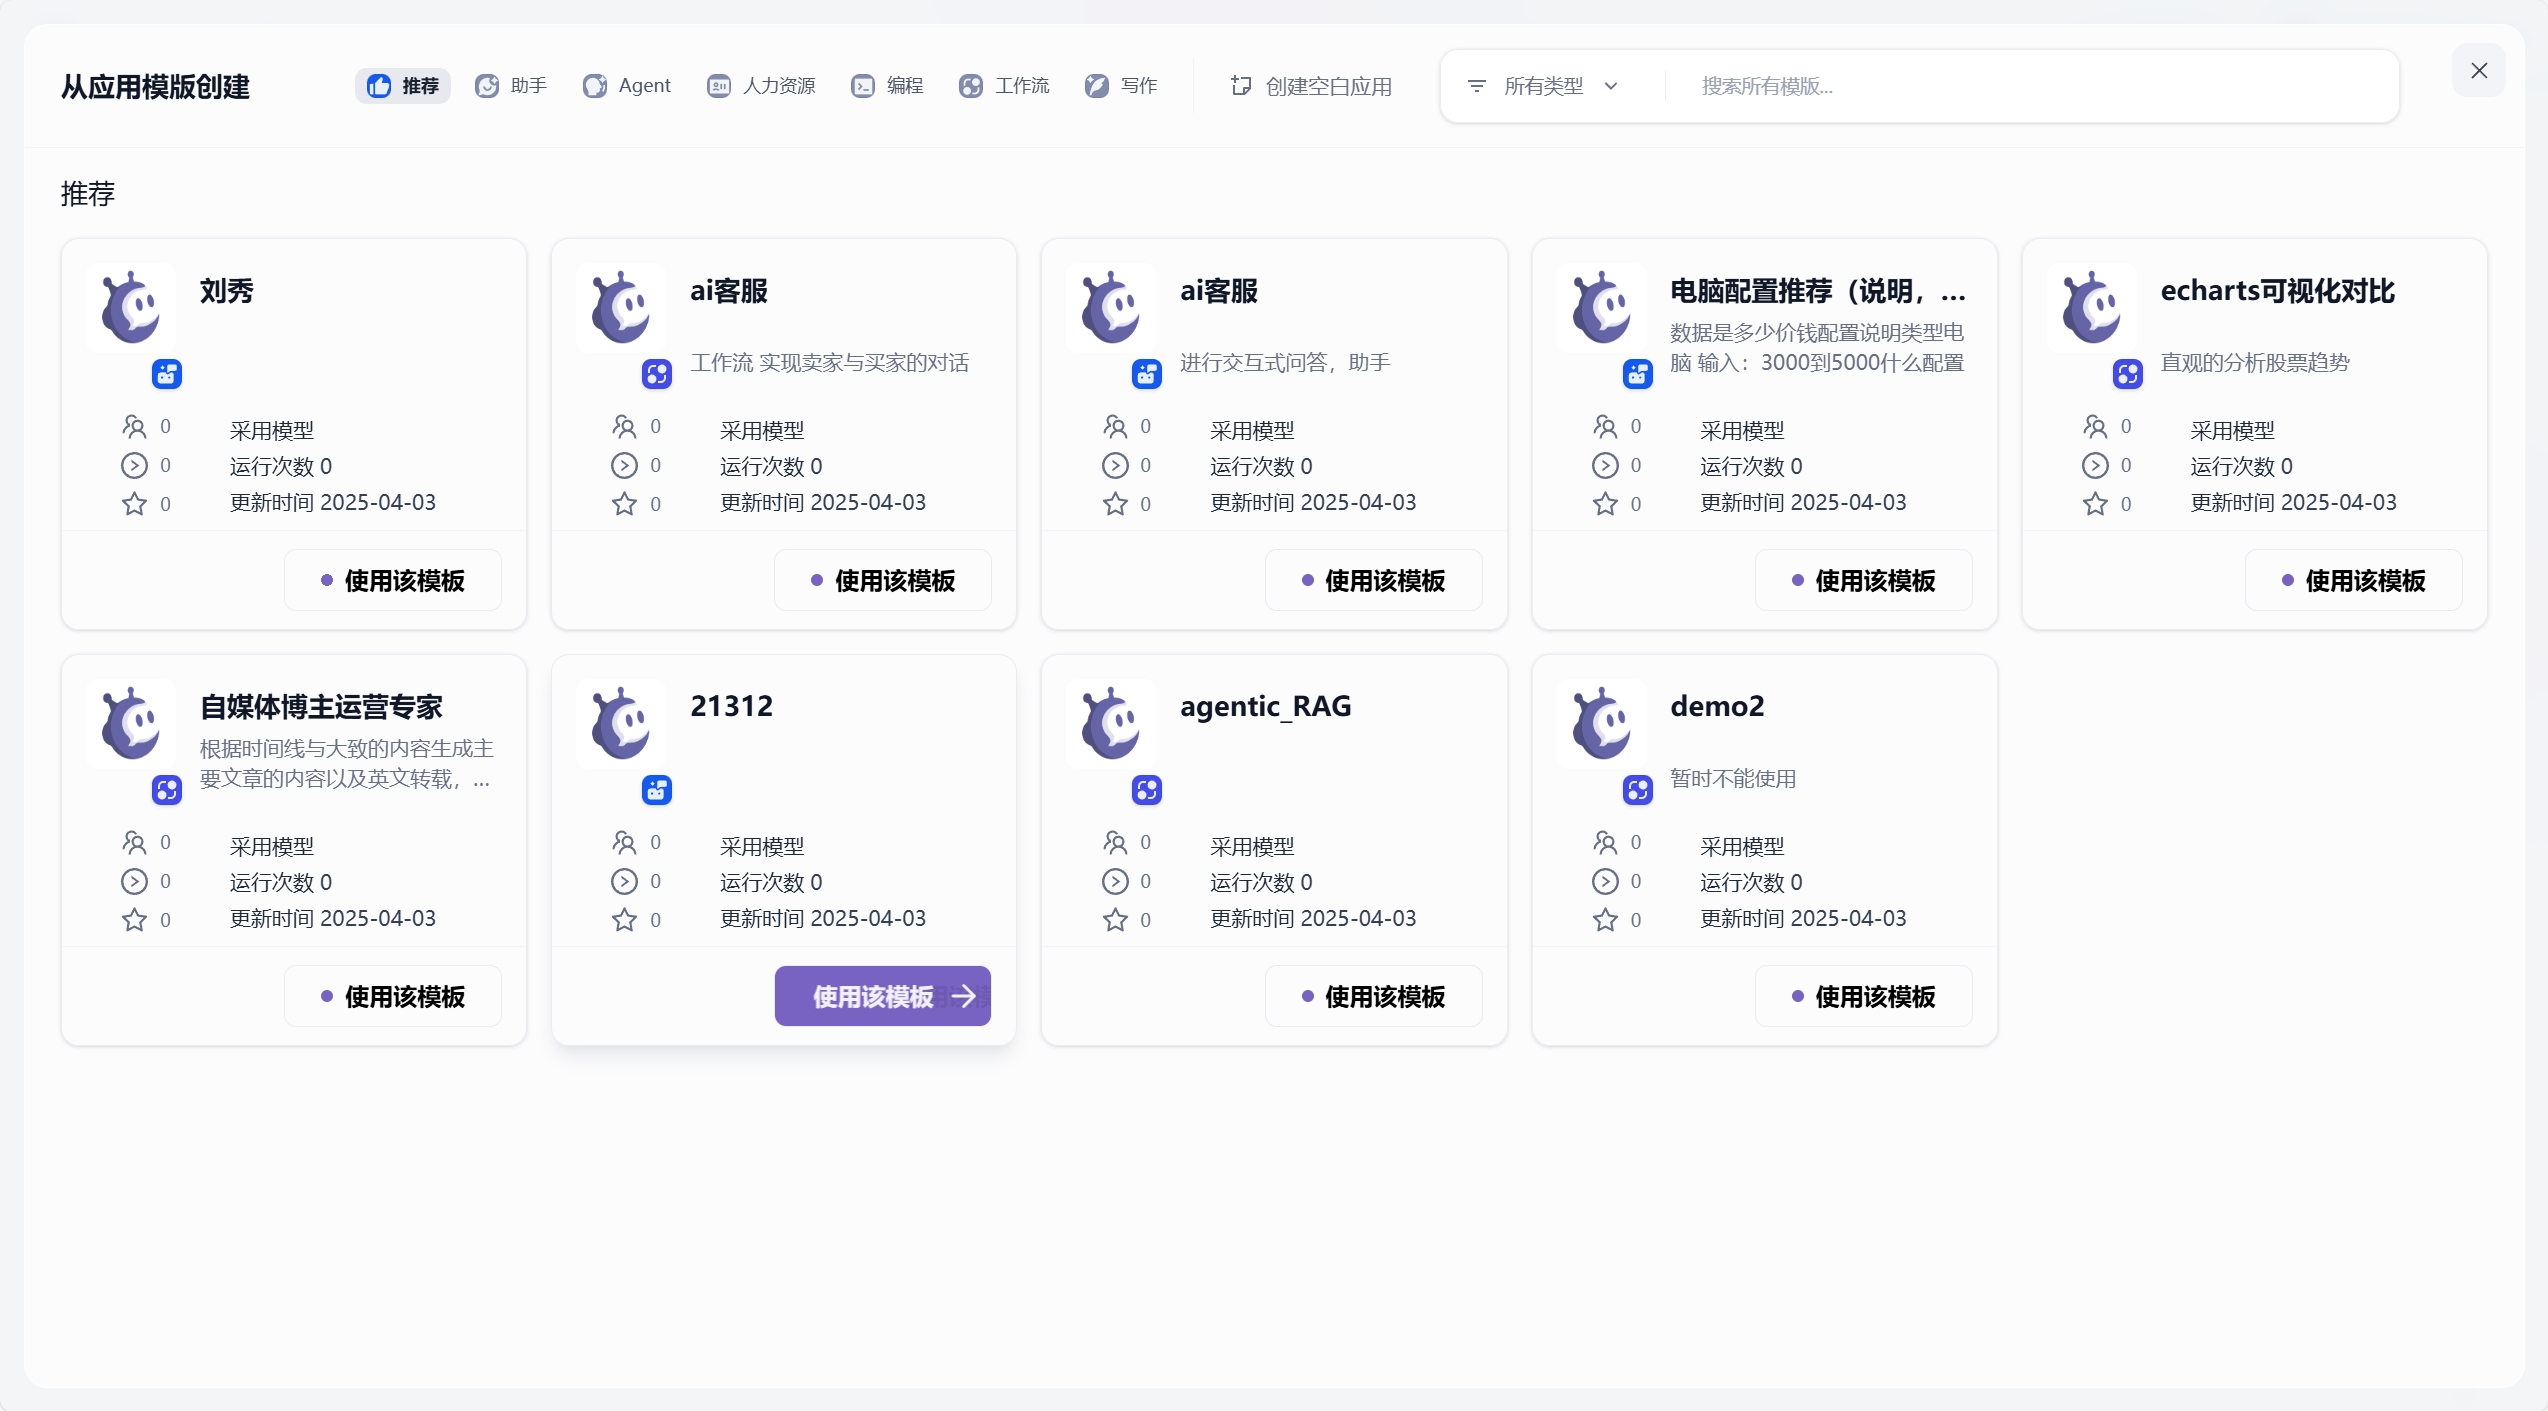 从应用模版创建
推荐
助手
Agent
人力资源
编程
工作流
写作
创建空白应用
所有类型
搜索所有模版...
推荐
刘秀
0
0
0
采用模型
运行次数 0
更新时间 2025-04-03
使用该模板
ai客服
工作流 实现卖家与买家的对话
0
0
0
采用模型
运行次数 0
更新时间 2025-04-03
使用该模板
ai客服
进行交互式问答，助手
0
0
0
采用模型
运行次数 0
更新时间 2025-04-03
使用该模板
电脑配置推荐（说明，...
数据是多少价钱配置说明类型电
脑 输入：3000到5000什么配置
0
0
0
采用模型
运行次数 0
更新时间 2025-04-03
使用该模板
echarts可视化对比
直观的分析股票趋势
0
0
0
采用模型
运行次数 0
更新时间 2025-04-03
使用该模板
自媒体博主运营专家
根据时间线与大致的内容生成主
要文章的内容以及英文转载，...
0
0
0
采用模型
运行次数 0
更新时间 2025-04-03
使用该模板
21312
0
0
0
采用模型
运行次数 0
更新时间 2025-04-03
使用该模板
agentic_RAG
0
0
0
采用模型
运行次数 0
更新时间 2025-04-03
使用该模板
demo2
暂时不能使用
0
0
0
采用模型
运行次数 0
更新时间 2025-04-03
使用该模板